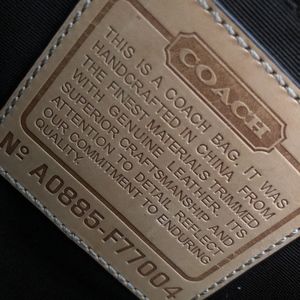 COACH
THIS IS A COACH BAG. IT WAS
HANDCRAFTED IN CHINA FROM
THE FINEST MATERIALS TRIMMED
WITH GENUINE LEATHER. ITS
SUPERIOR CRAFTSMANSHIP AND
ATTENTION TO DETAIL REFLECT
OUR COMMITMENT TO ENDURING
QUALITY.
Nº A0885-F77004